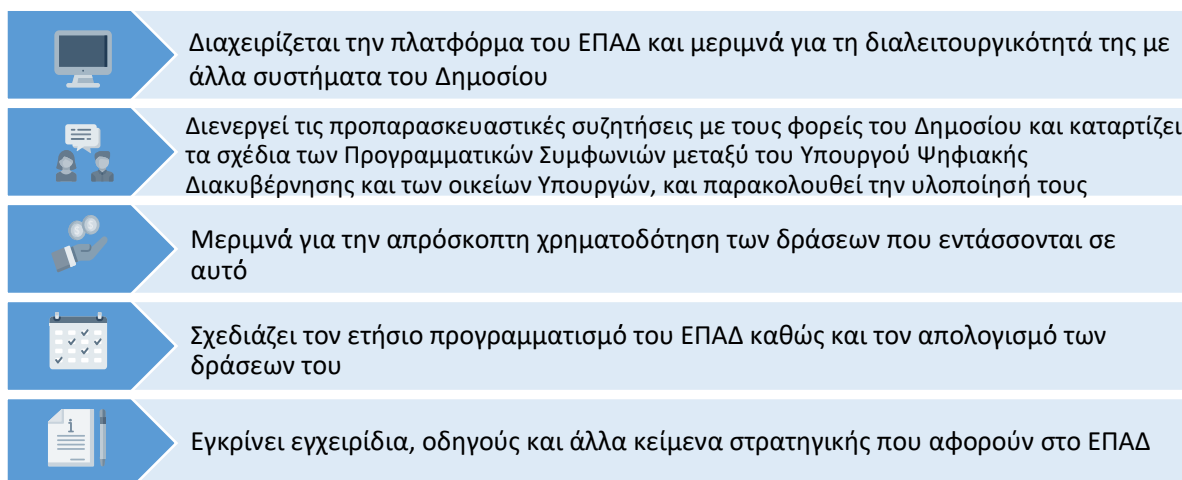 Διαχειρίζεται την πλατφόρμα του ΕΠΑΔ και μεριμνά για τη διαλειτουργικότητά της με
άλλα συστήματα του Δημοσίου
Διενεργεί τις προπαρασκευαστικές συζητήσεις με τους φορείς του Δημοσίου και καταρτίζει
τα σχέδια των Προγραμματικών Συμφωνιών μεταξύ του Υπουργού Ψηφιακής
Διακυβέρνησης και των οικείων Υπουργών, και παρακολουθεί την υλοποίησή τους
Μεριμνά για την απρόσκοπτη χρηματοδότηση των δράσεων που εντάσσονται σε
αυτό
Σχεδιάζει τον ετήσιο προγραμματισμό του ΕΠΑΔ καθώς και τον απολογισμό των
δράσεων του
Εγκρίνει εγχειρίδια, οδηγούς και άλλα κείμενα στρατηγικής που αφορούν στο ΕΠΑΔ